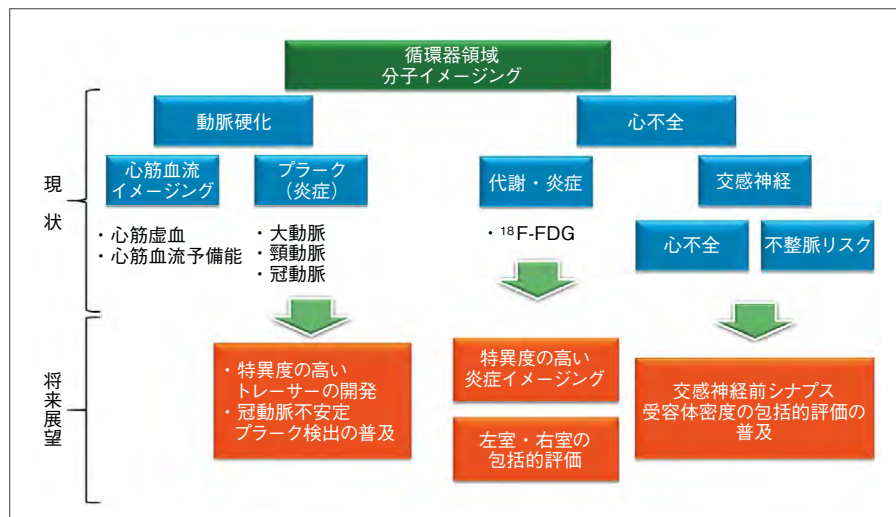 循環器領域
分子イメージング
動脈硬化
心不全
心筋血流
イメージング
プラーク
（炎症）
代謝・炎症
交感神経
現状
・心筋虚血
・心筋血流予備能
・大動脈
・頸動脈
・冠動脈
・¹⁸F-FDG
心不全
不整脈リスク
将来展望
・特異度の高い
トレーサーの開発
・冠動脈不安定
プラーク検出の普及
特異度の高い
炎症イメージング
左室・右室の
包括的評価
交感神経前シナプス
受容体密度の包括的評価の
普及